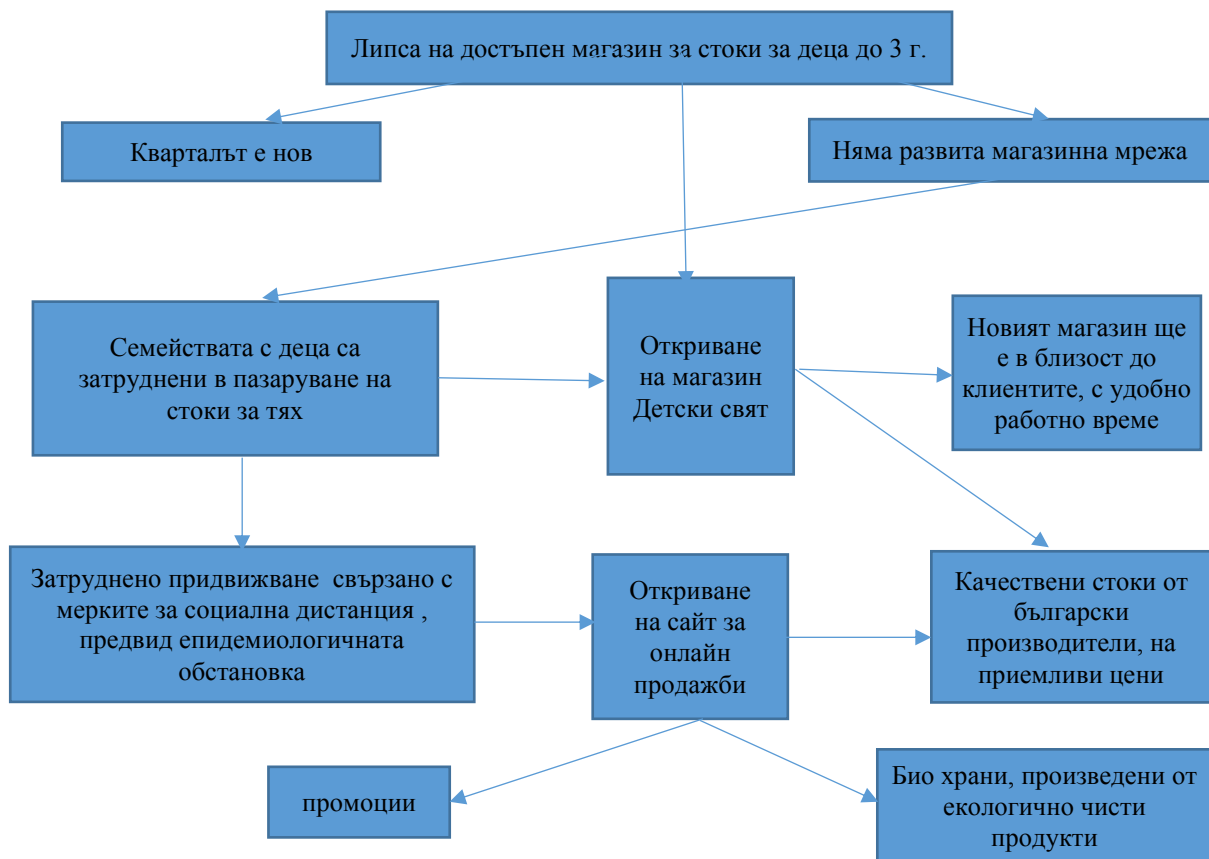 Липса на достъпен магазин за стоки за деца до 3 г.
Кварталът е нов
Няма развита магазинна мрежа
Семействата с деца са
затруднени в пазаруване на
стоки за тях
Откриване
на магазин
Детски свят
Новият магазин ще
е в близост до
клиентите, с удобно
работно време
Затруднено придвижване свързано с
мерките за социална дистанция ,
предвид епидемиологичната
обстановка
Откриване
на сайт за
онлайн
продажби
Качествени стоки от
български
производители, на
приемливи цени
промоции
Био храни, произведени от
екологично чисти
продукти